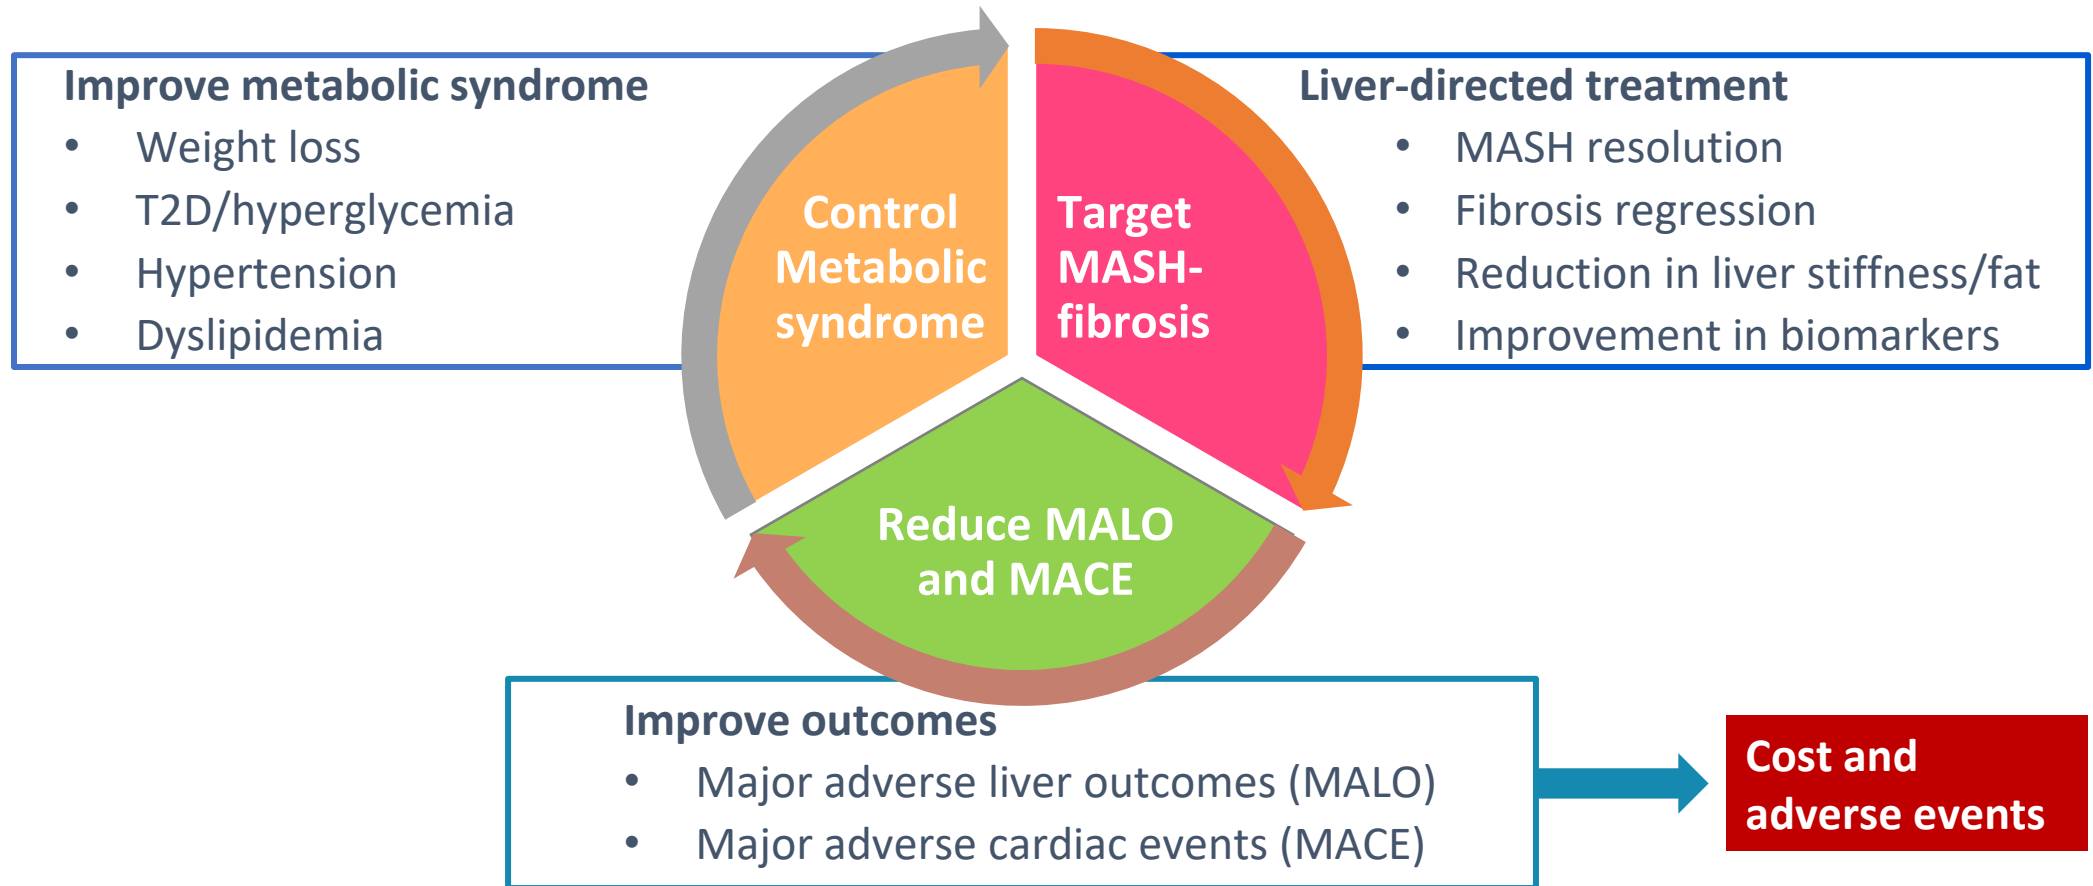 Improve metabolic syndrome
• Weight loss
• T2D/hyperglycemia
• Hypertension
• Dyslipidemia
Control
Metabolic
syndrome
Target
MASH-
fibrosis
Liver-directed treatment
• MASH resolution
• Fibrosis regression
• Reduction in liver stiffness/fat
• Improvement in biomarkers
Reduce MALO
and MACE
Improve outcomes
• Major adverse liver outcomes (MALO)
• Major adverse cardiac events (MACE)
Cost and
adverse events